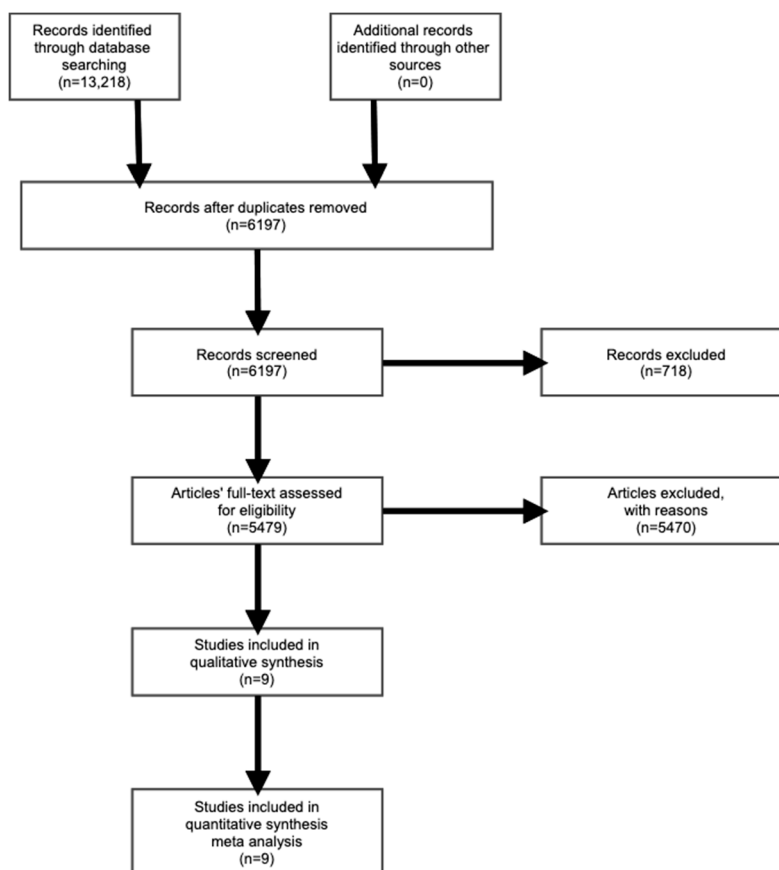 Records identified
through database
searching
(n=13,218)
Additional records
identified through other
sources
(n=0)
Records after duplicates removed
(n=6197)
Records screened
(n=6197)
Records excluded
(n=718)
Articles' full-text assessed
for eligibility
(n=5479)
Articles excluded,
with reasons
(n=5470)
Studies included in
qualitative synthesis
(n=9)
Studies included in
quantitative synthesis
meta analysis
(n=9)